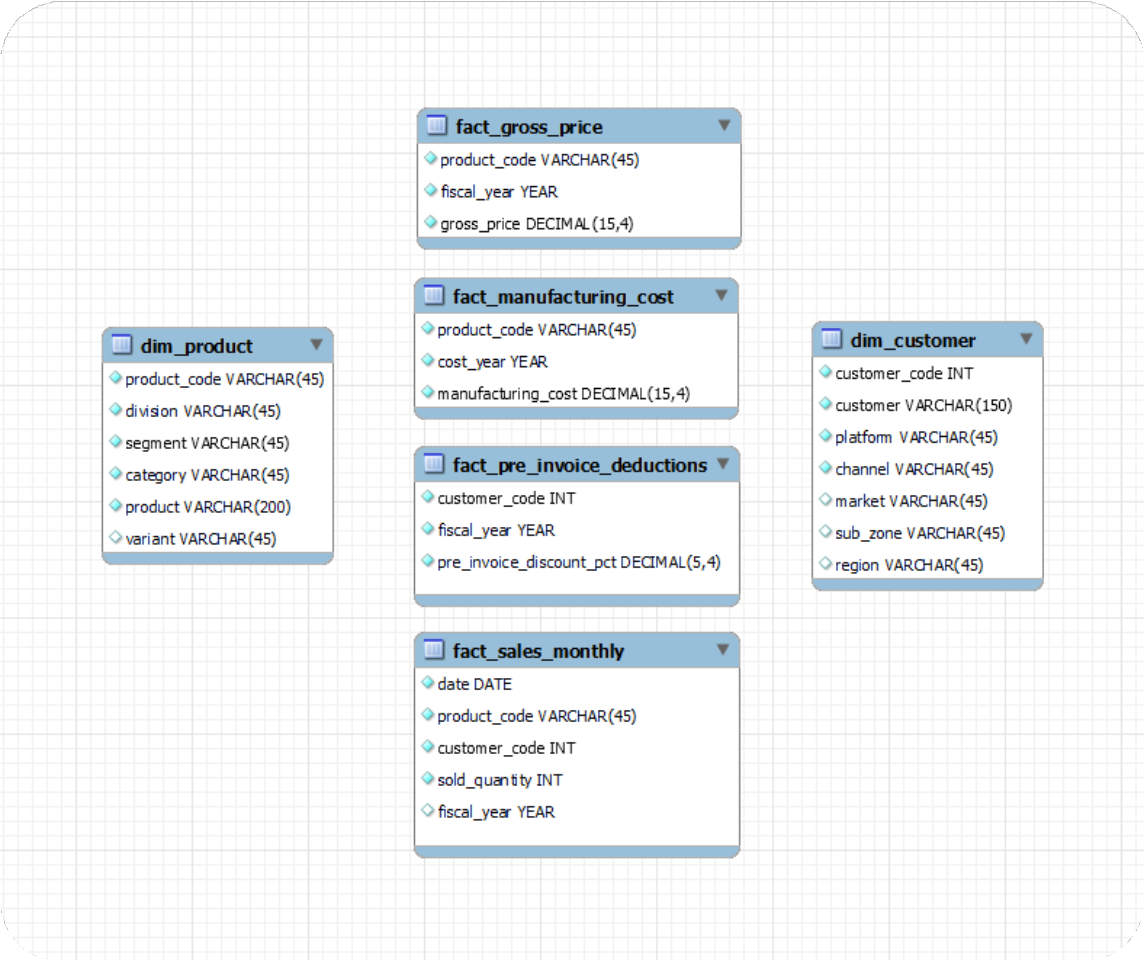 fact_gross_price
product_code VARCHAR(45)
fiscal_year YEAR
gross_price DECIMAL(15,4)
fact_manufacturing_cost
product_code VARCHAR(45)
cost_year YEAR
manufacturing_cost DECIMAL(15,4)
dim_product
product_code VARCHAR(45)
division VARCHAR(45)
segment VARCHAR(45)
category VARCHAR(45)
product VARCHAR(200)
variant VARCHAR(45)
dim_customer
customer_code INT
customer VARCHAR(150)
platform VARCHAR(45)
channel VARCHAR(45)
market VARCHAR(45)
sub_zone VARCHAR(45)
region VARCHAR(45)
fact_pre_invoice_deductions
customer_code INT
fiscal_year YEAR
pre_invoice_discount_pct DECIMAL(5,4)
fact_sales_monthly
date DATE
product_code VARCHAR(45)
customer_code INT
sold_quantity INT
fiscal_year YEAR